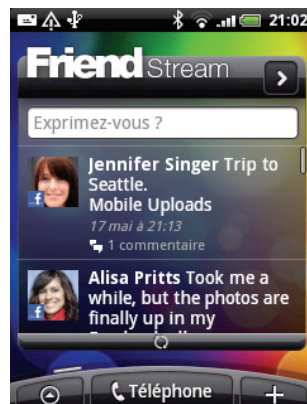 21:02
Friend Stream
Exprimez-vous ?
Jennifer Singer Trip to
Seattle.
Mobile Uploads
17 mai à 21:13
1 commentaire
Alisa Pritts Took me a
while, but the photos are
finally up in my
Téléphone